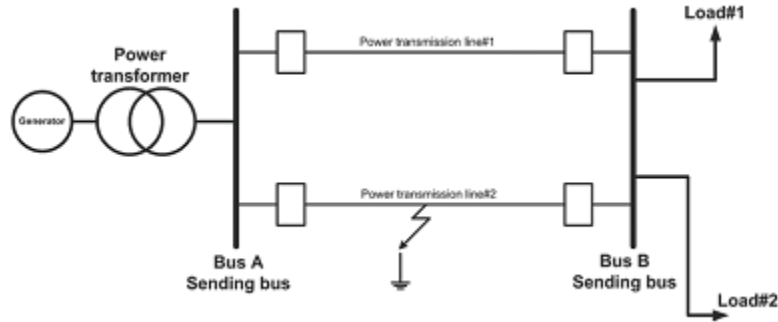 Load#1
Power transmission line#1
Power
transformer
Generator
Power transmission line#2
Bus A
Sending bus
Bus B
Sending bus
Load#2